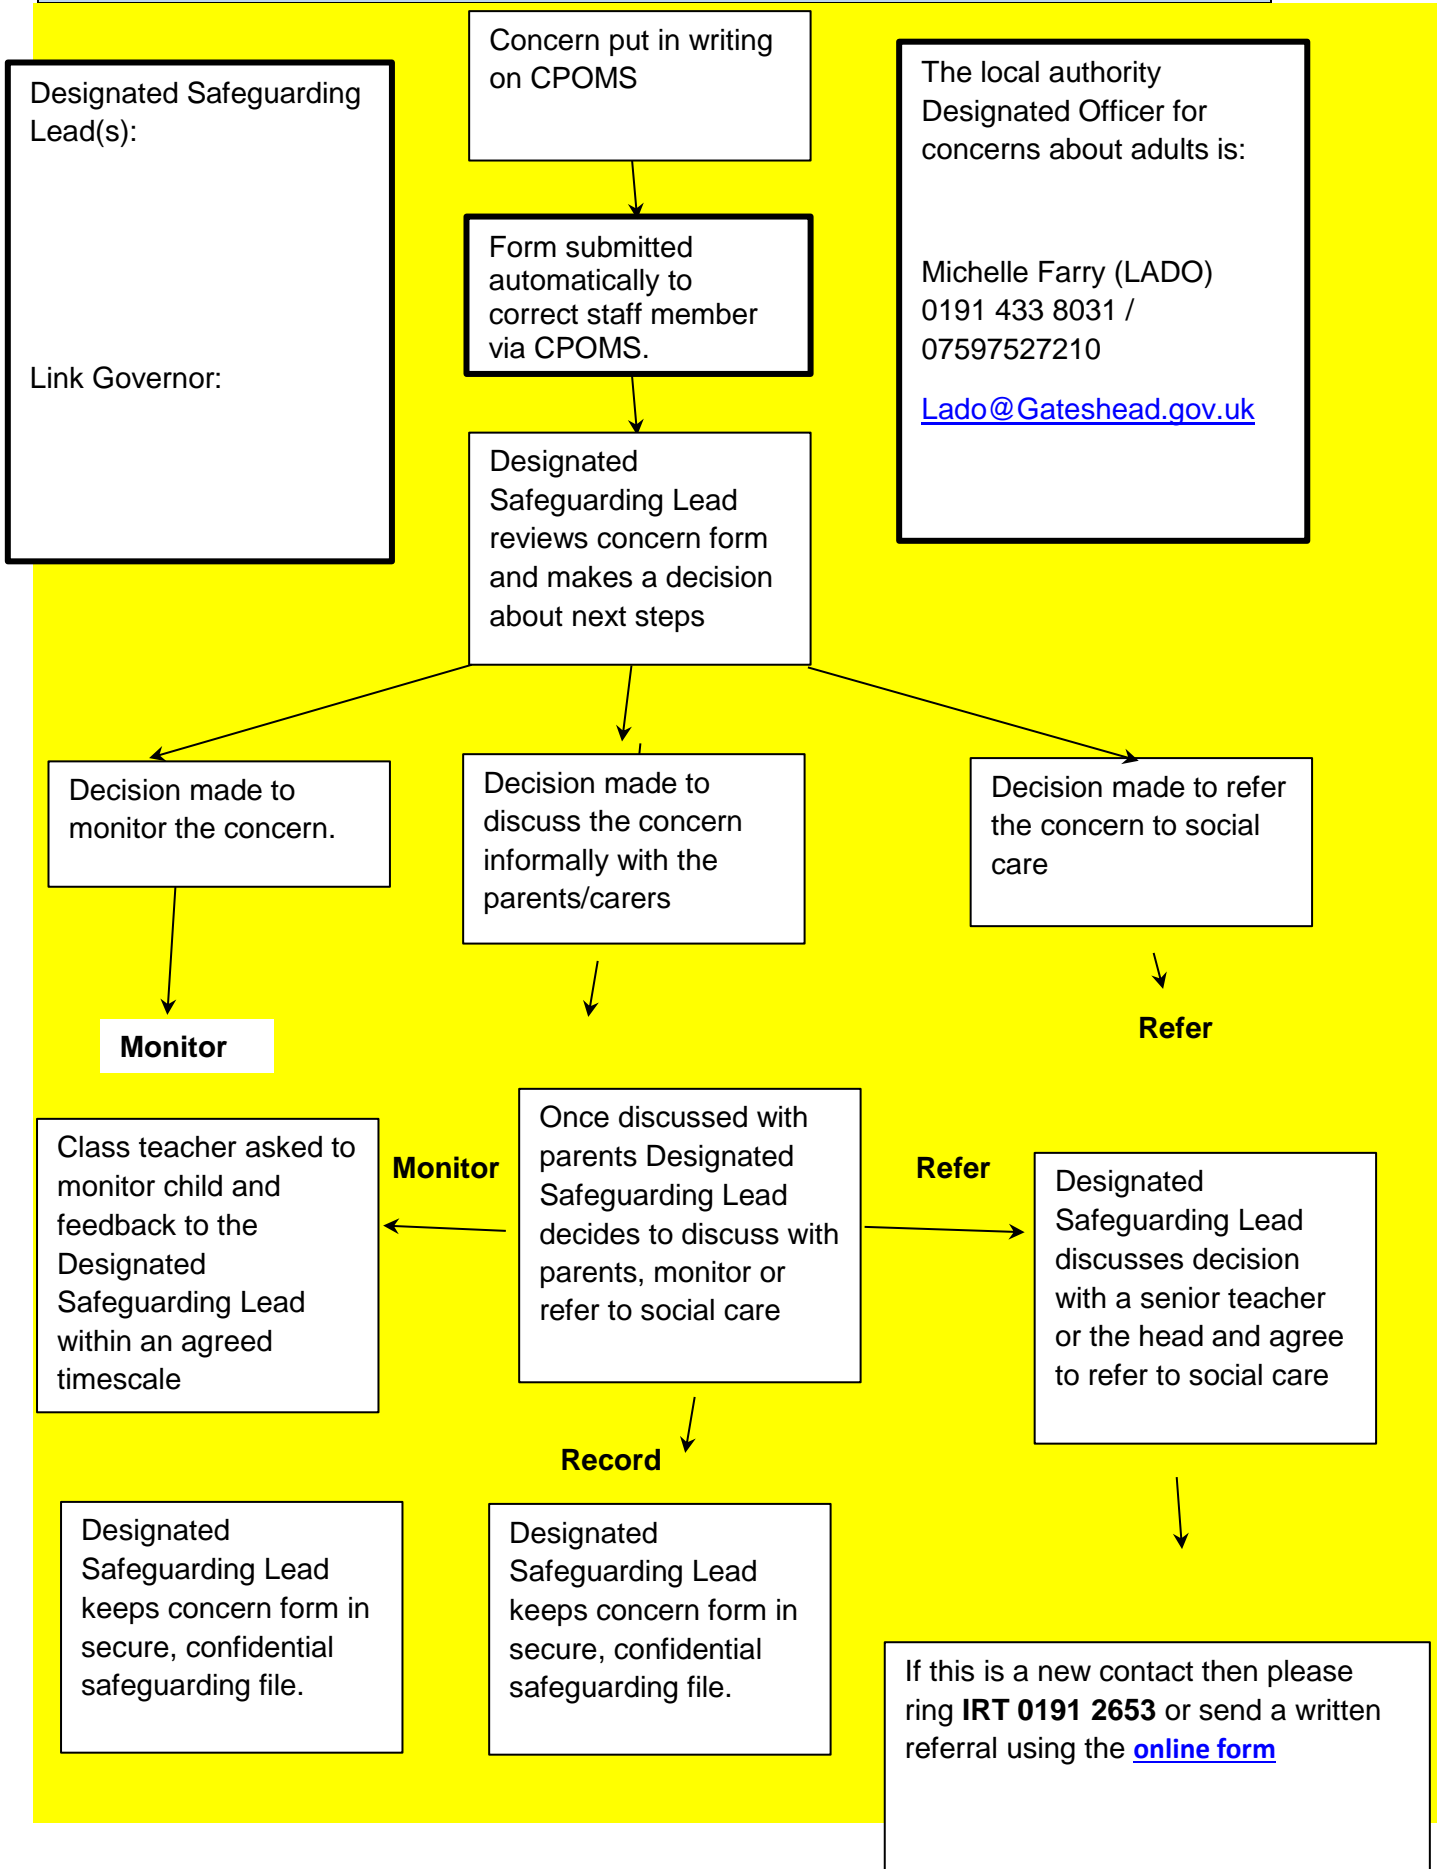 Concern put in writing
on CPOMS
Designated Safeguarding
Lead(s):
Link Governor:
The local authority
Designated Officer for
concerns about adults is:
Michelle Farry (LADO)
0191 433 8031 /
07597527210
Lado@Gateshead.gov.uk
Form submitted
automatically to
correct staff member
via CPOMS.
Designated
Safeguarding Lead
reviews concern form
and makes a decision
about next steps
Decision made to
monitor the concern.
Decision made to
discuss the concern
informally with the
parents/carers
Decision made to refer
the concern to social
care
Monitor
Refer
Class teacher asked to
monitor child and
feedback to the
Designated
Safeguarding Lead
within an agreed
timescale
Monitor
Once discussed with
parents Designated
Safeguarding Lead
decides to discuss with
parents, monitor or
refer to social care
Refer
Designated
Safeguarding Lead
discusses decision
with a senior teacher
or the head and agree
to refer to social care
Record
Designated
Safeguarding Lead
keeps concern form in
secure, confidential
safeguarding file.
Designated
Safeguarding Lead
keeps concern form in
secure, confidential
safeguarding file.
If this is a new contact then please
ring IRT 0191 2653 or send a written
referral using the online form